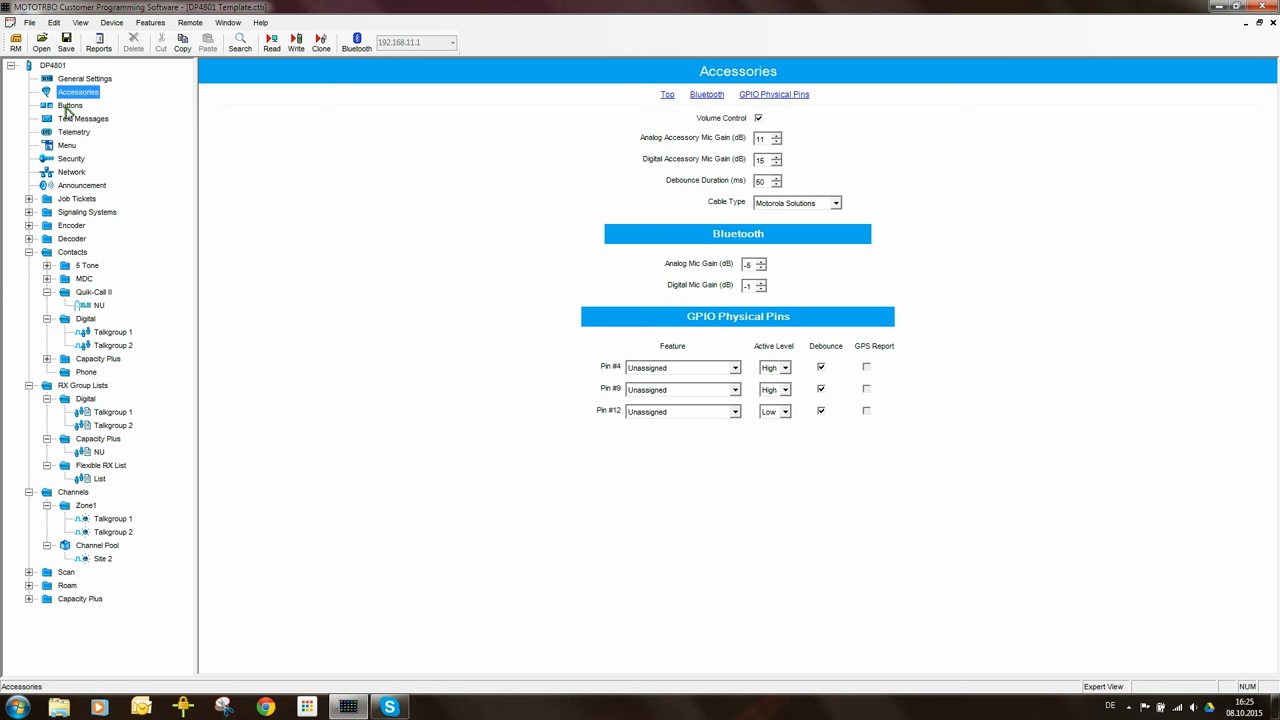 MOTOTRBO Customer Programming Software - [DP4801 Template.ctb]
File Edit View Device Features Remote Window Help
RM Open Save Reports Delete Cut Copy Paste Search Read Write Clone Bluetooth 192.168.11.1
DP4801
General Settings
Accessories
Buttons
Text Messages
Telemetry
Menu
Security
Network
Announcement
Job Tickets
Signaling Systems
Encoder
Decoder
Contacts
5 Tone
MDC
Quik-Call II
NU
Digital
Talkgroup 1
Talkgroup 2
Capacity Plus
Phone
RX Group Lists
Digital
Talkgroup 1
Talkgroup 2
Capacity Plus
NU
Flexible RX List
List
Channels
Zone1
Talkgroup 1
Talkgroup 2
Channel Pool
Site 2
Scan
Roam
Capacity Plus
Accessories
Top Bluetooth GPIO Physical Pins
Volume Control
Analog Accessory Mic Gain (dB) 11
Digital Accessory Mic Gain (dB) 15
Debounce Duration (ms) 50
Cable Type Motorola Solutions
Bluetooth
Analog Mic Gain (dB) -5
Digital Mic Gain (dB) -1
GPIO Physical Pins
Feature Active Level Debounce GPS Report
Pin #4 Unassigned High
Pin #9 Unassigned High
Pin #12 Unassigned Low
Accessories Expert View NUM
DE 16:25
08.10.2015